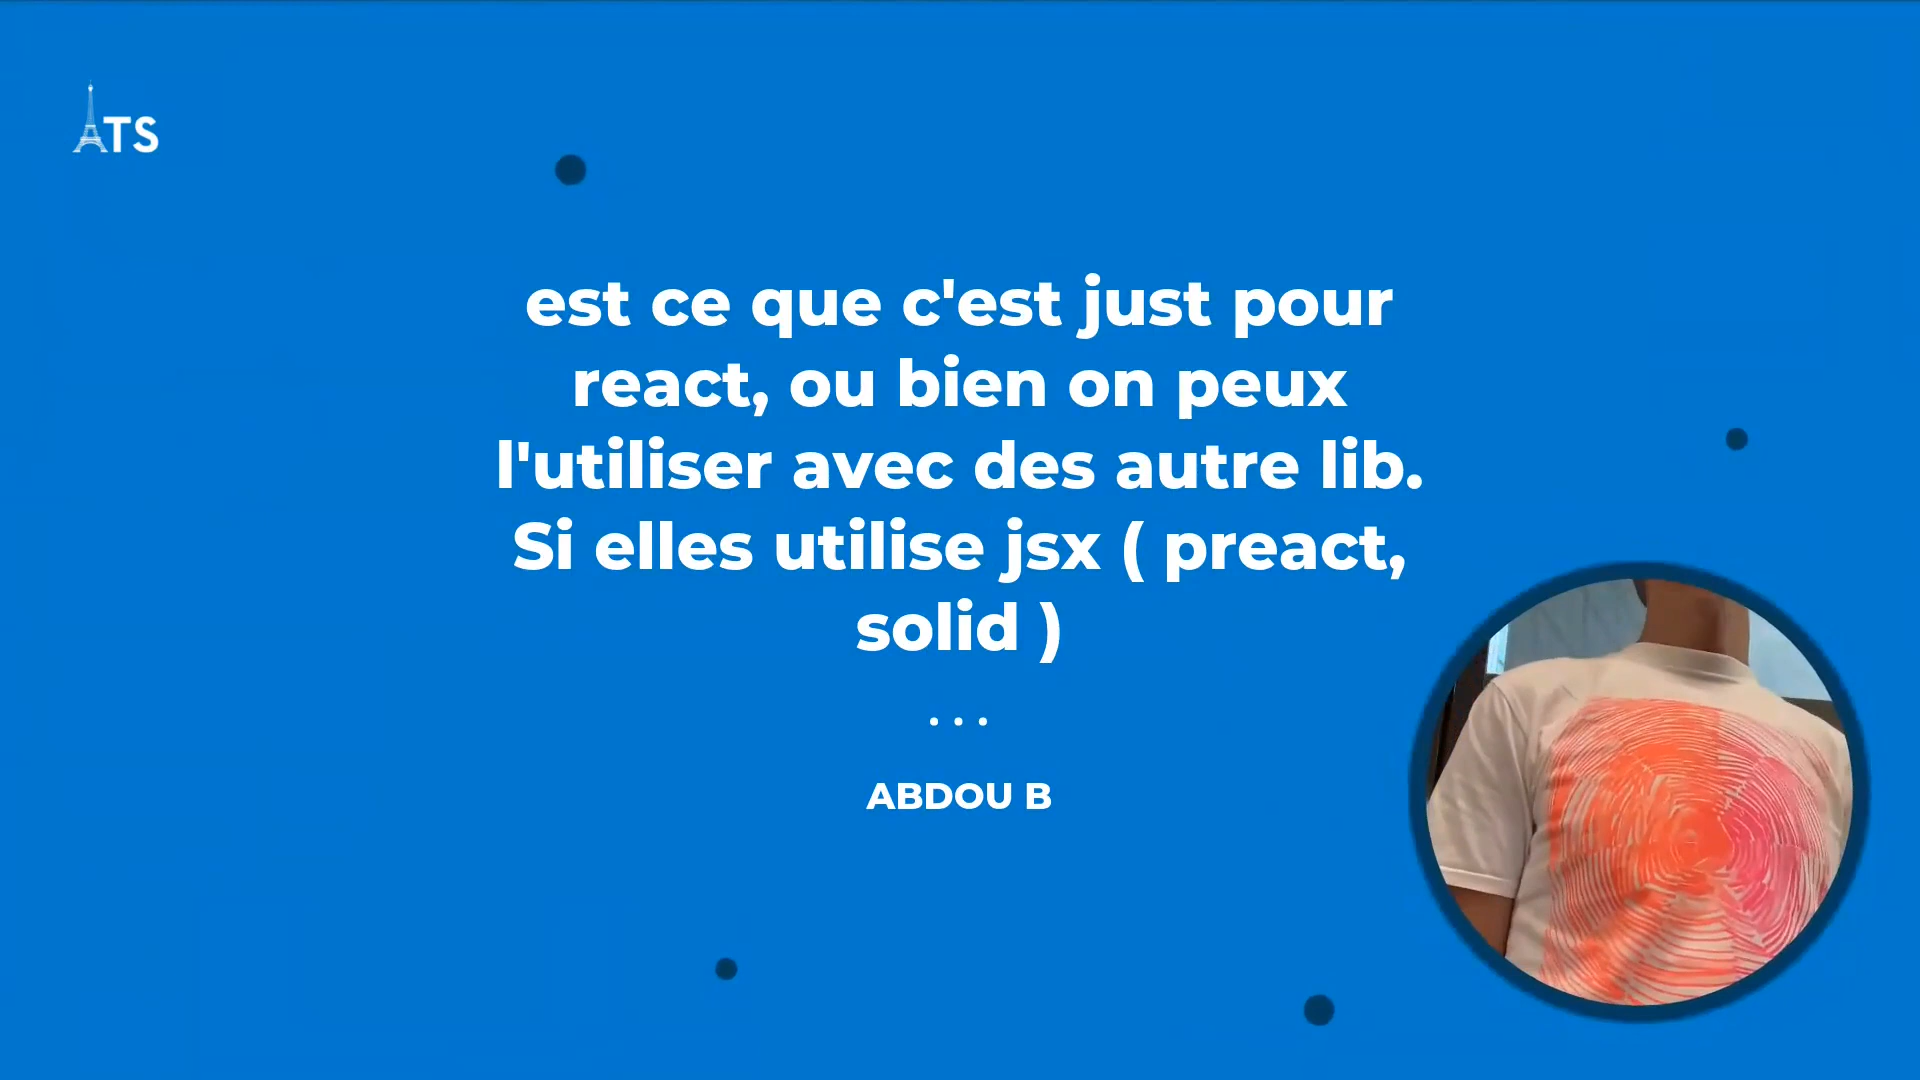 ATS
est ce que c'est just pour
react, ou bien on peux
l'utiliser avec des autre lib.
Si elles utilise jsx ( preact,
solid )
...
ABDOU B